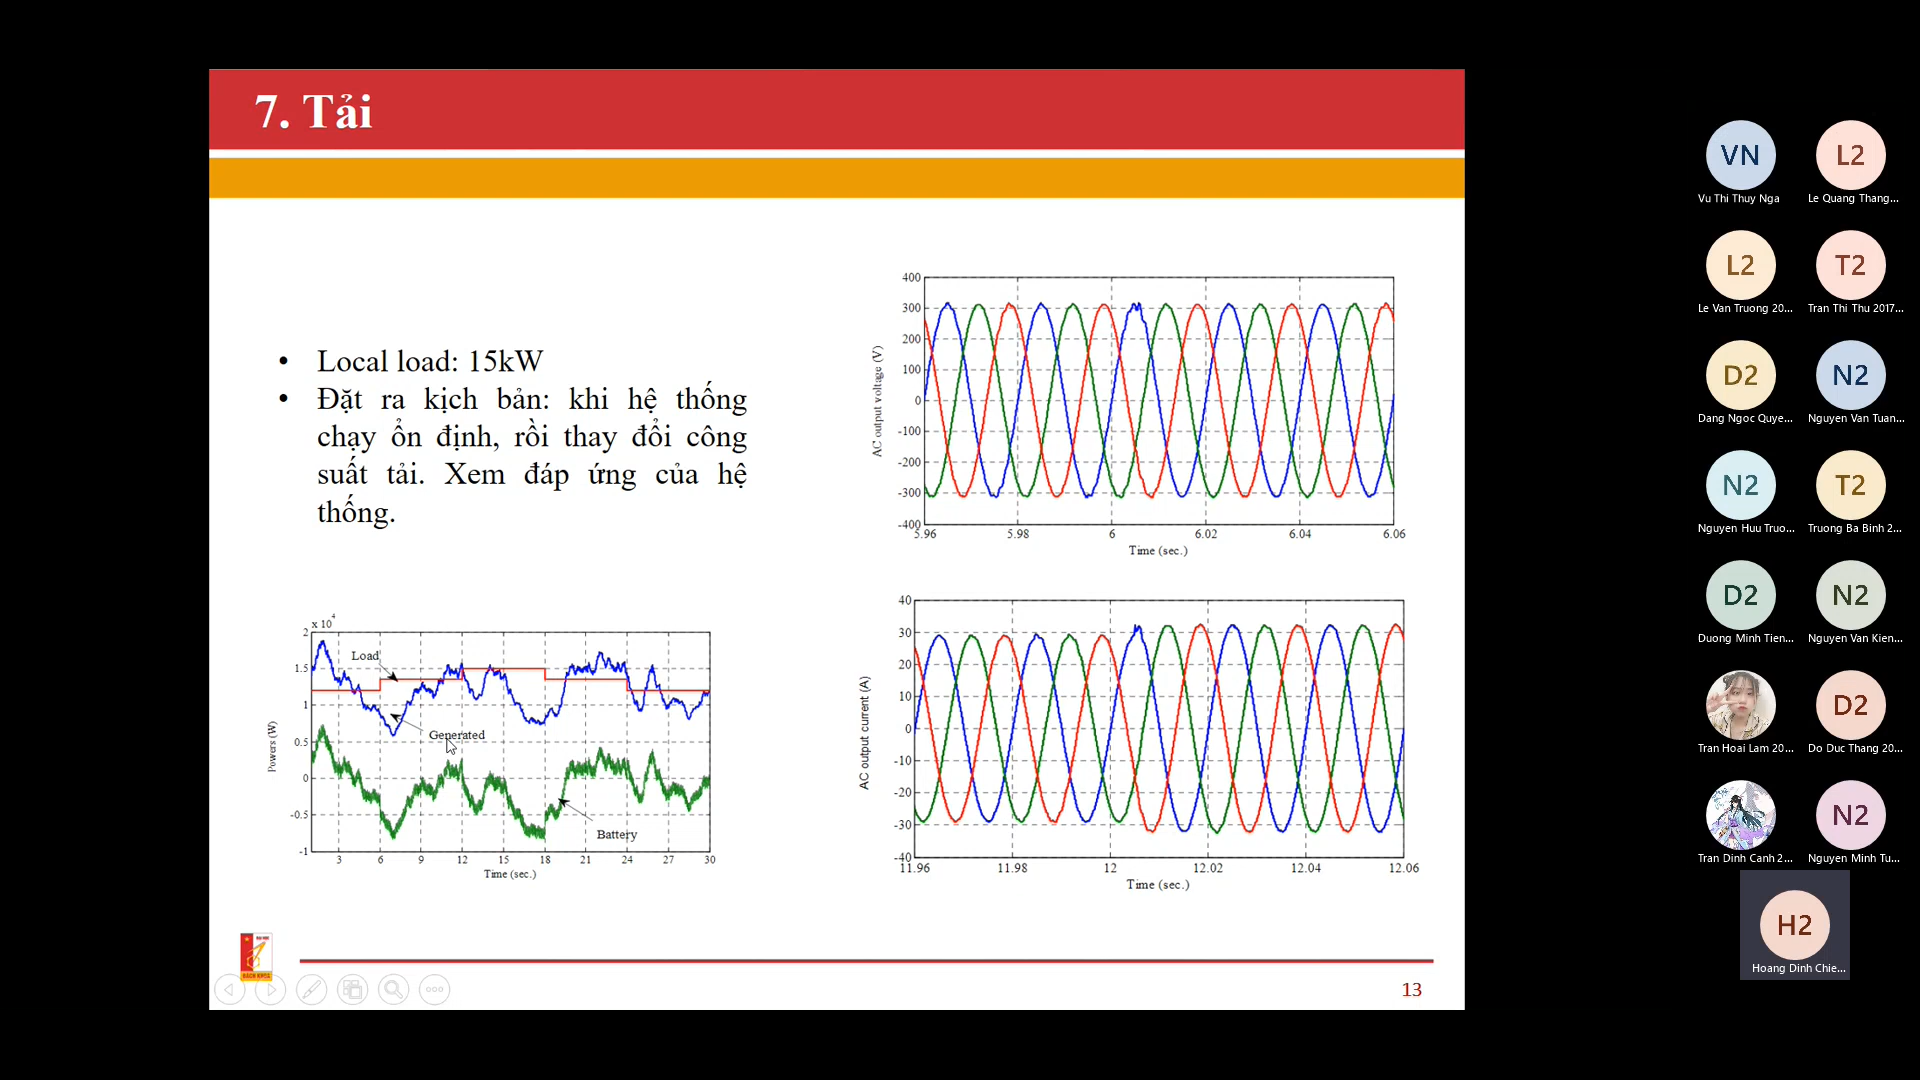 7. Tải
• Local load: 15kW
• Đặt ra kịch bản: khi hệ thống
chạy ổn định, rồi thay đổi công
suất tải. Xem đáp ứng của hệ
thống.
x 10^4
2
1.5
1
0.5
0
-0.5
-1
Powers (W)
Load
Generated
Battery
3 6 9 12 15 18 21 24 27 30
Time (sec.)
400
300
200
100
0
-100
-200
-300
-400
AC output voltage (V)
5.96 5.98 6 6.02 6.04 6.06
Time (sec.)
40
30
20
10
0
-10
-20
-30
-40
AC output current (A)
11.96 11.98 12 12.02 12.04 12.06
Time (sec.)
BÁCH KHOA
13
VN L2
Vu Thi Thuy Nga Le Quang Thang...
L2 T2
Le Van Truong 20... Tran Thi Thu 2017...
D2 N2
Dang Ngoc Quye... Nguyen Van Tuan...
N2 T2
Nguyen Huu Truo... Truong Ba Binh 2...
D2 N2
Duong Minh Tien... Nguyen Van Kien...
D2
Tran Hoai Lam 20... Do Duc Thang 20...
N2
Tran Dinh Canh 2... Nguyen Minh Tu...
H2
Hoang Dinh Chie...